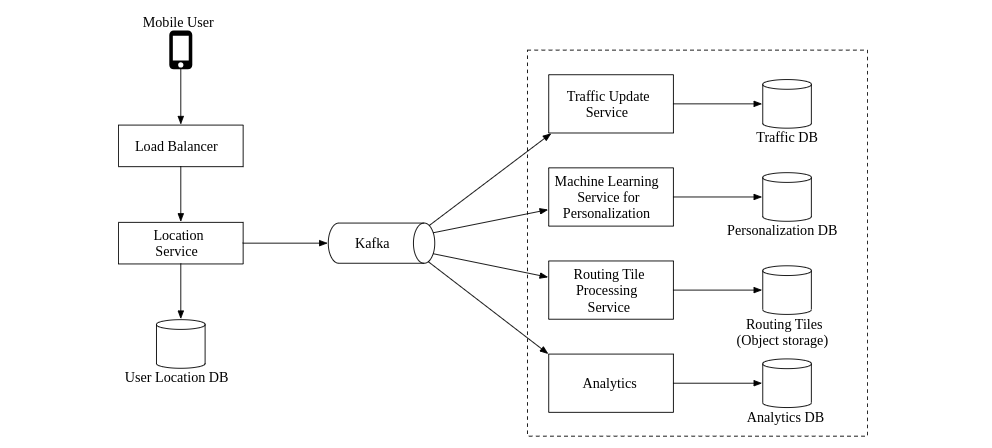 Mobile User
Load Balancer
Location
Service
User Location DB
Kafka
Traffic Update
Service
Traffic DB
Machine Learning
Service for
Personalization
Personalization DB
Routing Tile
Processing
Service
Routing Tiles
(Object storage)
Analytics
Analytics DB